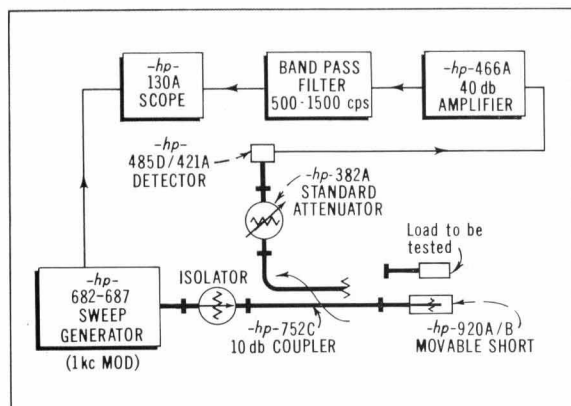 -hp-
130A
SCOPE
BAND PASS
FILTER
500-1500 cps
-hp-466A
40 db
AMPLIFIER
-hp-
485D/421A
DETECTOR
-hp-382A
STANDARD
ATTENUATOR
Load to be
tested
-hp-
682-687
SWEEP
GENERATOR
(1kc MOD)
ISOLATOR
-hp-752C
10 db COUPLER
-hp-920A/B
MOVABLE SHORT